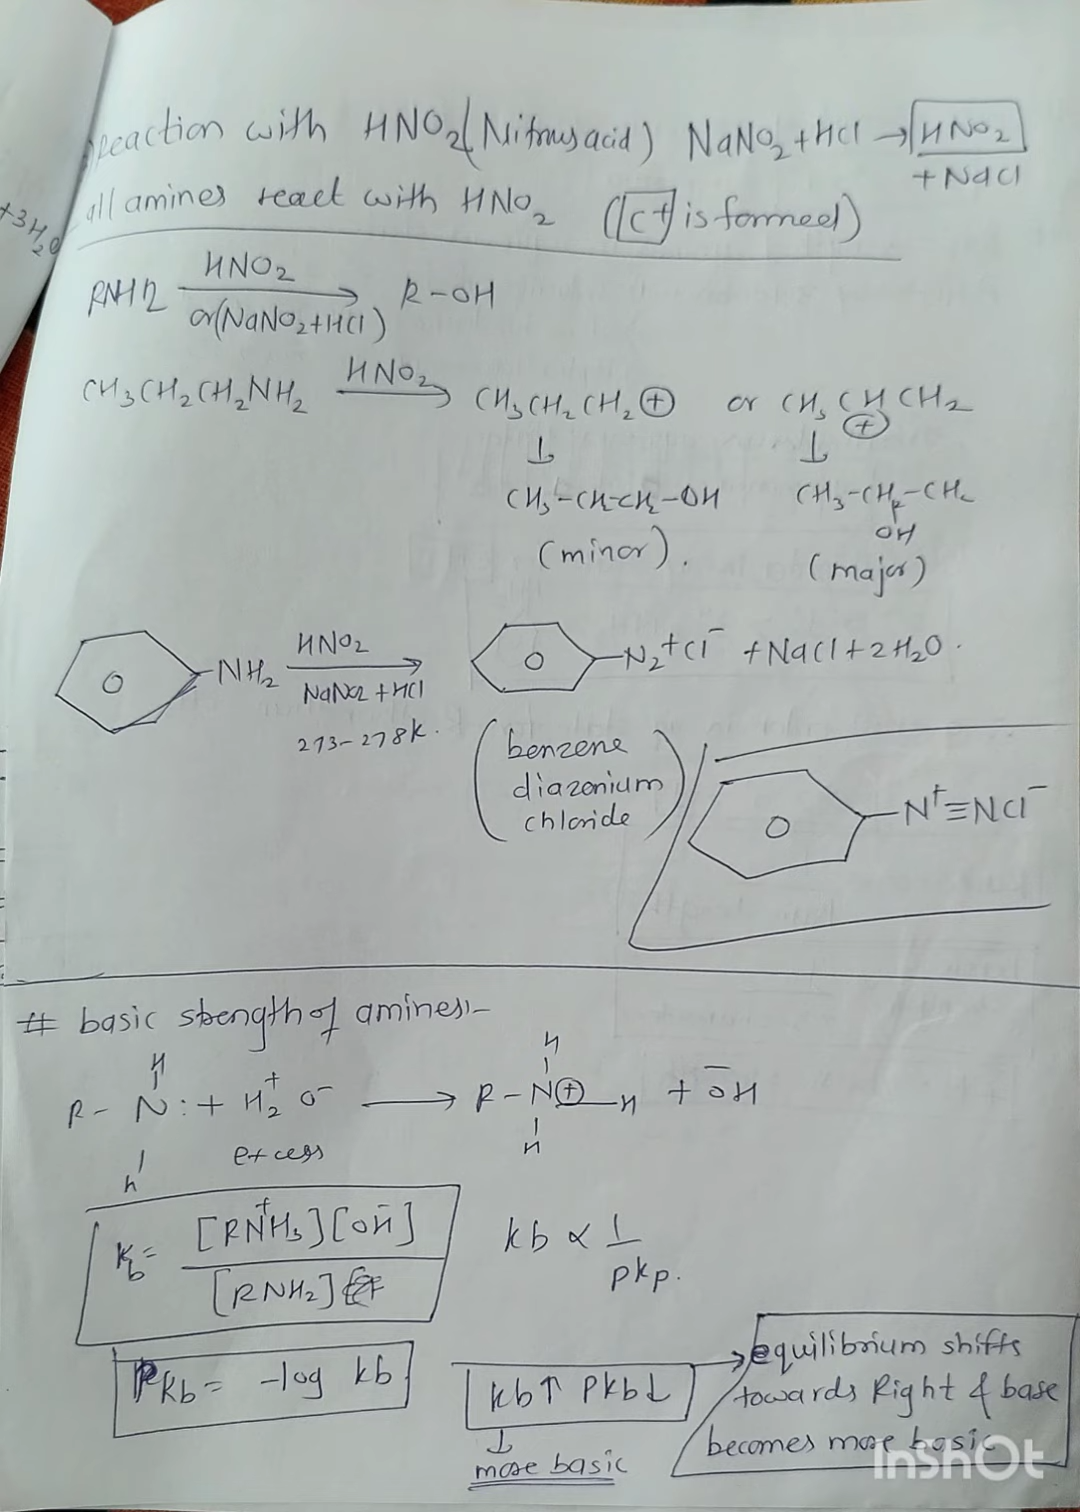 Reaction with HNO2 (Nitrous acid) NaNO2 + HCl → HNO2
+ NaCl
all amines react with HNO2 (C+ is formed)
+3H2O
HNO2
RNH2 → R-OH
or (NaNO2 + HCl)
HNO2
CH3CH2CH2NH2 → CH3CH2CH2⊕ or CH3CHCH2
⊕
↓ ↓
CH3-CH-CH2-OH CH3-CH2-CH2
OH
(minor). (major)
HNO2
-NH2 → -N2+Cl- + NaCl + 2H2O.
NaNO2 + HCl
273-278K.
(benzene
diazonium
chloride)
-N+≡NCl-
# basic strength of amines:-
H H
R- N: + H2+ O- → R-N⊕-H + OH-
H H
excess
Kb = [RNH3+][OH-] kb ∝ 1
[RNH2] pkp.
Pkb = -log kb
kb↑ Pkb↓ → equilibrium shifts
towards Right & base
becomes more basic
↓
more basic
InShOt